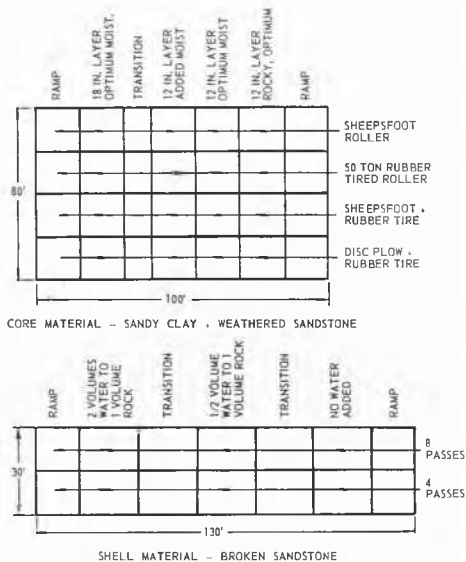 RAMP
18 IN. LAYER,
OPTIMUM MOIST.
TRANSITION
12 IN. LAYER
ADDED MOIST
12 IN. LAYER
OPTIMUM MOIST
12 IN. LAYER
ROCKY, OPTIMUM
RAMP
SHEEPSFOOT
ROLLER
50 TON RUBBER
TIRED ROLLER
SHEEPSFOOT +
RUBBER TIRE
DISC PLOW +
RUBBER TIRE
80'
100'
CORE MATERIAL - SANDY CLAY + WEATHERED SANDSTONE
RAMP
2 VOLUMES
WATER TO
1 VOLUME
ROCK
TRANSITION
1/2 VOLUME
WATER TO 1
VOLUME ROCK
TRANSITION
NO WATER
ADDED
RAMP
8
PASSES
4
PASSES
30'
130'
SHELL MATERIAL - BROKEN SANDSTONE